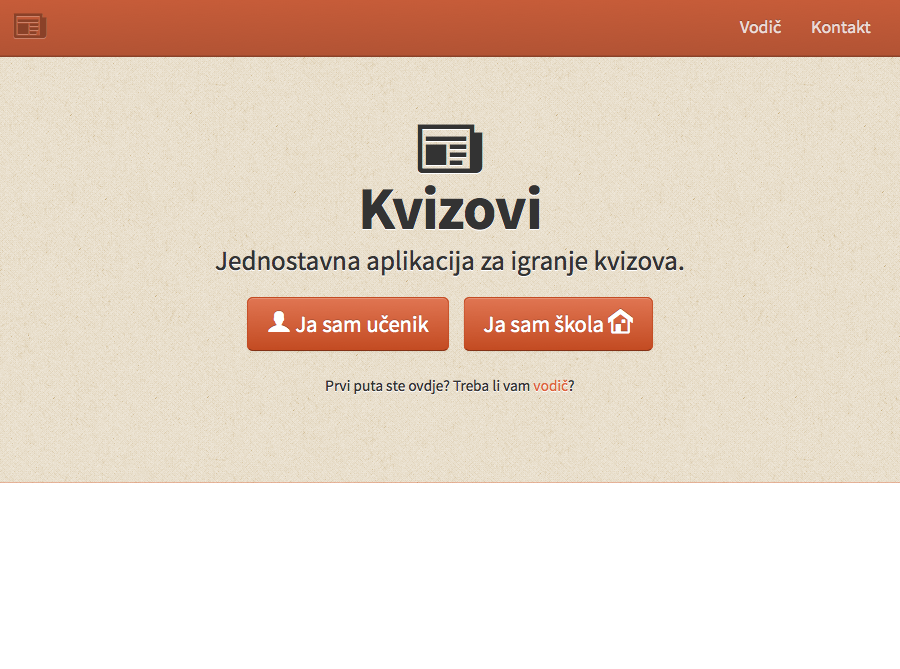 Vodič Kontakt
Kvizovi
Jednostavna aplikacija za igranje kvizova.
Ja sam učenik Ja sam škola
Prvi puta ste ovdje? Treba li vam vodič?